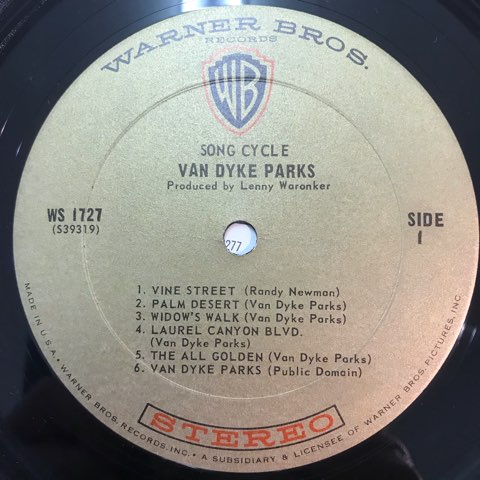 WARNER BROS.
RECORDS
WB
SONG CYCLE
VAN DYKE PARKS
Produced by Lenny Waronker
WS 1727
(S39319)
SIDE
1
277
1. VINE STREET (Randy Newman)
2. PALM DESERT (Van Dyke Parks)
3. WIDOW'S WALK (Van Dyke Parks)
4. LAUREL CANYON BLVD.
(Van Dyke Parks)
5. THE ALL GOLDEN (Van Dyke Parks)
6. VAN DYKE PARKS (Public Domain)
STEREO
MADE IN U.S.A. • WARNER BROS. RECORDS INC. • A SUBSIDIARY & LICENSEE OF WARNER BROS. PICTURES, INC.